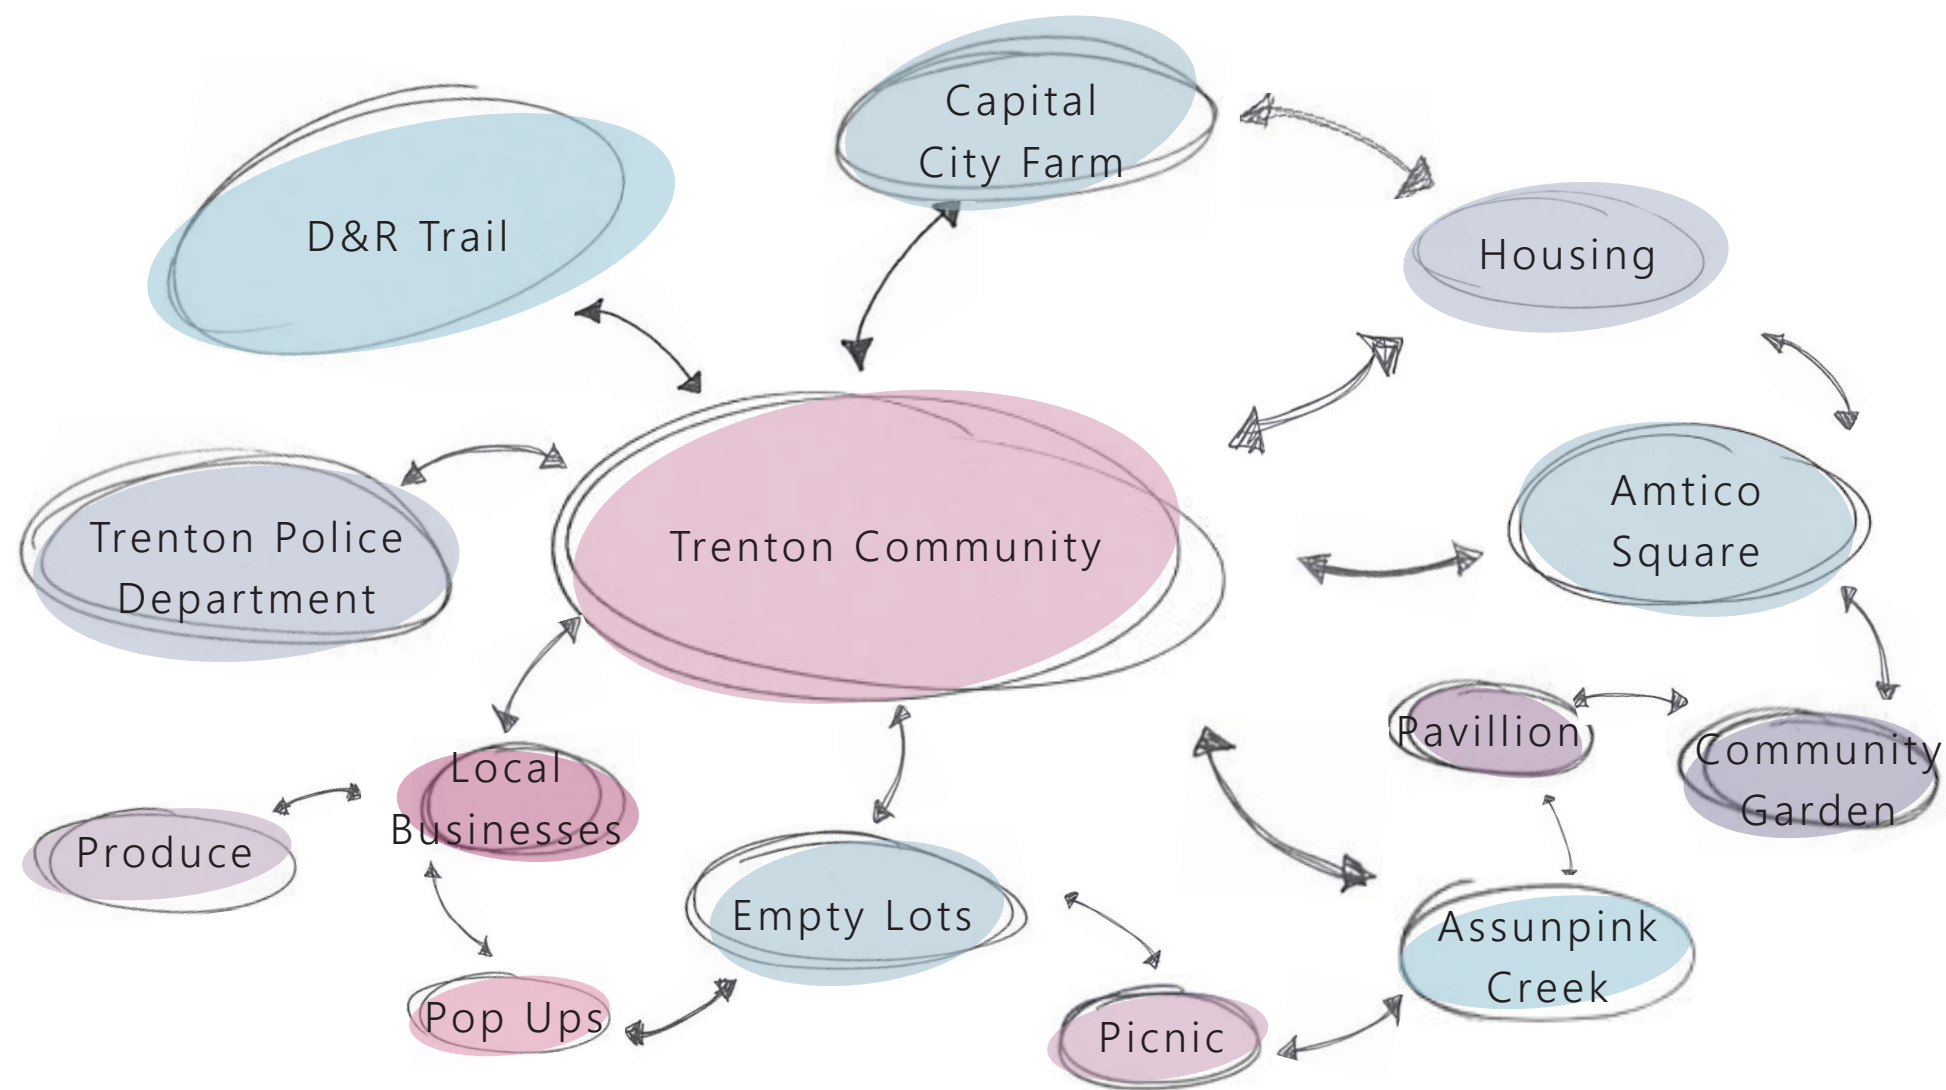 Capital
City Farm
D&R Trail
Housing
Trenton Police
Department
Trenton Community
Amtico
Square
Pavillion
Community
Garden
Local
Businesses
Produce
Empty Lots
Assunpink
Creek
Pop Ups
Picnic